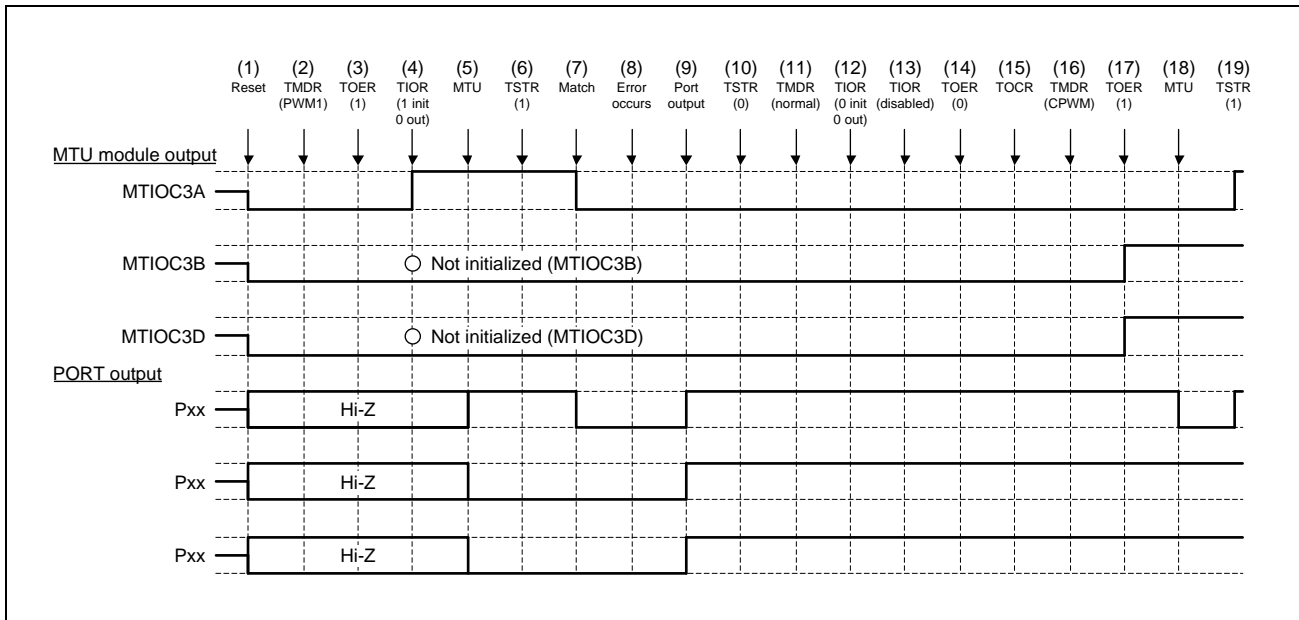 (1) (2) (3) (4) (5) (6) (7) (8) (9) (10) (11) (12) (13) (14) (15) (16) (17) (18) (19)
Reset TMDR TOER TIOR MTU TSTR Match Error Port TSTR TMDR TIOR TIOR TOER TOCR TMDR TOER MTU TSTR
(PWM1) (1) (1 init (1) occurs output (0) (normal) (0 init (disabled) (0) (CPWM) (1) (1)
0 out) 0 out)
MTU module output
MTIOC3A
MTIOC3B Not initialized (MTIOC3B)
MTIOC3D Not initialized (MTIOC3D)
PORT output
Pxx Hi-Z
Pxx Hi-Z
Pxx Hi-Z